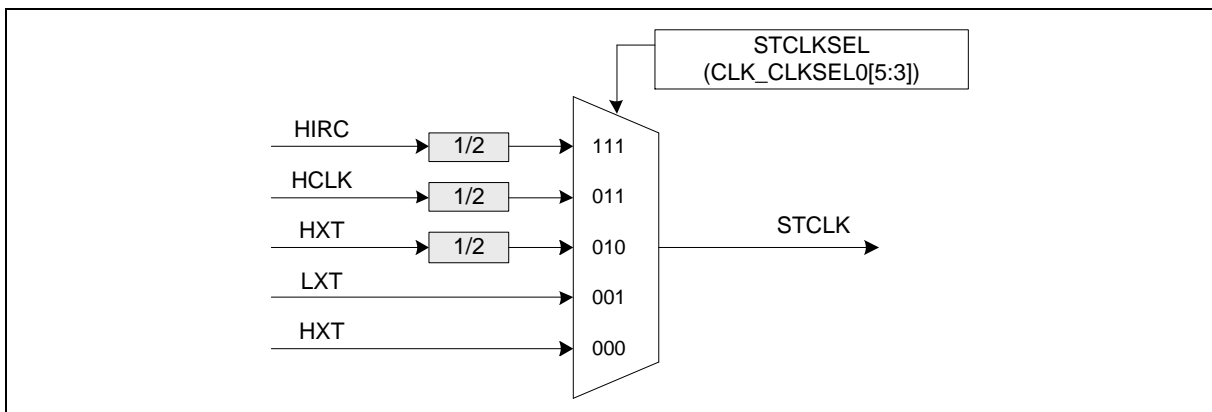 STCLKSEL
(CLK_CLKSEL0[5:3])
HIRC
1/2
111
HCLK
1/2
011
HXT
1/2
010
STCLK
LXT
001
HXT
000